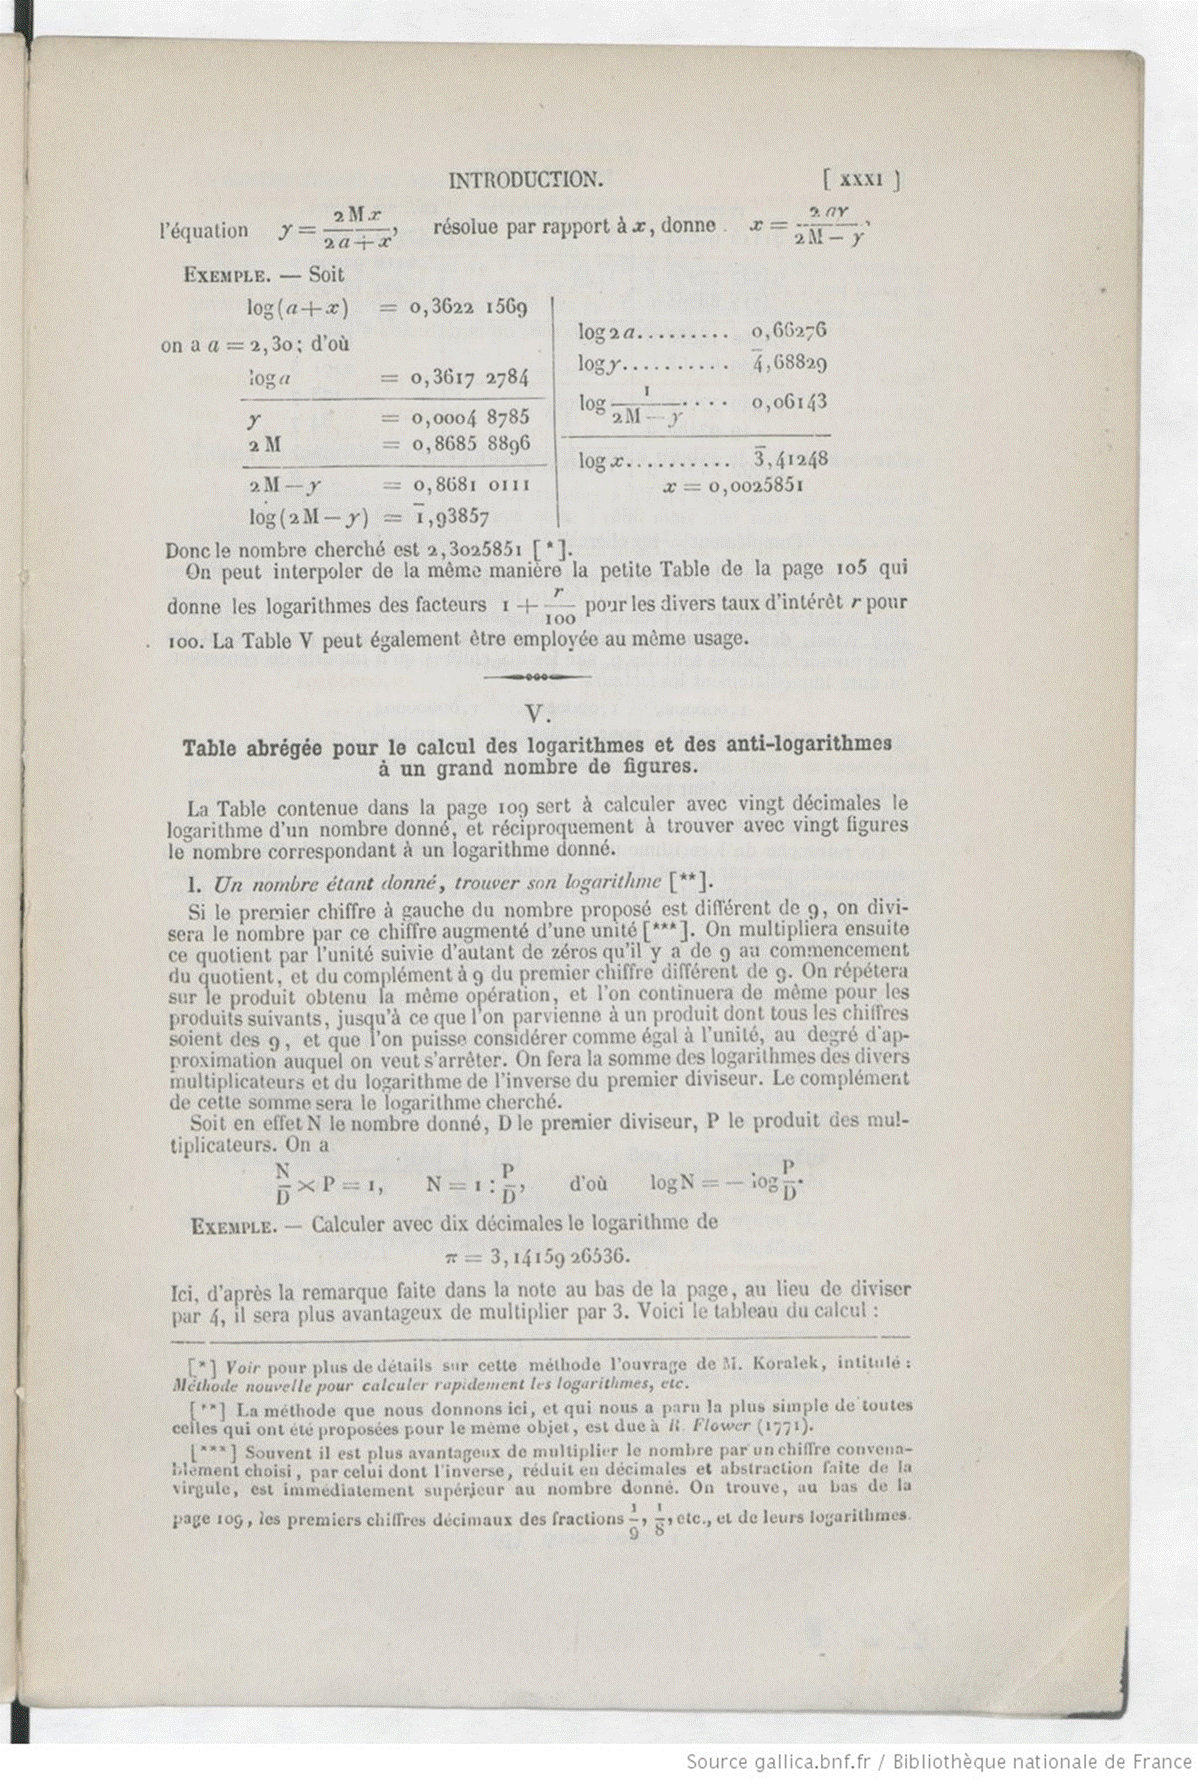 INTRODUCTION. [ XXXI ]
l'équation y = 2Mx / 2a+x, résolue par rapport à x, donne x = 2ay / 2M − y.
EXEMPLE. — Soit
log(a+x) = 0,3622 1569
on a a = 2,30; d'où
log a = 0,3617 2784
y = 0,0004 8785
2M = 0,8685 8896
2M — y = 0,8681 0111
log(2M — y) = 1̄,93857
log 2a......... 0,66276
log y.......... 4̄,68829
log 1 / 2M — y .... 0,06143
log x.......... 3̄,41248
x = 0,0025851
Donc le nombre cherché est 2,3025851 [*].
On peut interpoler de la même manière la petite Table de la page 105 qui
donne les logarithmes des facteurs 1 + r/100 pour les divers taux d'intérêt r pour
100. La Table V peut également être employée au même usage.
V.
Table abrégée pour le calcul des logarithmes et des anti-logarithmes
à un grand nombre de figures.
La Table contenue dans la page 109 sert à calculer avec vingt décimales le
logarithme d'un nombre donné, et réciproquement à trouver avec vingt figures
le nombre correspondant à un logarithme donné.
I. Un nombre étant donné, trouver son logarithme [**].
Si le premier chiffre à gauche du nombre proposé est différent de 9, on divi-
sera le nombre par ce chiffre augmenté d'une unité [***]. On multipliera ensuite
ce quotient par l'unité suivie d'autant de zéros qu'il y a de 9 au commencement
du quotient, et du complément à 9 du premier chiffre différent de 9. On répétera
sur le produit obtenu la même opération, et l'on continuera de même pour les
produits suivants, jusqu'à ce que l'on parvienne à un produit dont tous les chiffres
soient des 9, et que l'on puisse considérer comme égal à l'unité, au degré d'ap-
proximation auquel on veut s'arrêter. On fera la somme des logarithmes des divers
multiplicateurs et du logarithme de l'inverse du premier diviseur. Le complément
de cette somme sera le logarithme cherché.
Soit en effet N le nombre donné, D le premier diviseur, P le produit des mul-
tiplicateurs. On a
N/D × P = 1, N = 1 : P/D, d'où log N = — log P/D.
EXEMPLE. — Calculer avec dix décimales le logarithme de
π = 3,14159 26536.
Ici, d'après la remarque faite dans la note au bas de la page, au lieu de diviser
par 4, il sera plus avantageux de multiplier par 3. Voici le tableau du calcul :
[*] Voir pour plus de détails sur cette méthode l'ouvrage de M. Koralek, intitulé :
Méthode nouvelle pour calculer rapidement les logarithmes, etc.
[**] La méthode que nous donnons ici, et qui nous a paru la plus simple de toutes
celles qui ont été proposées pour le même objet, est due à R. Flower (1771).
[***] Souvent il est plus avantageux de multiplier le nombre par un chiffre convena-
blement choisi, par celui dont l'inverse, réduit en décimales et abstraction faite de la
virgule, est immédiatement supérieur au nombre donné. On trouve, au bas de la
page 109, les premiers chiffres décimaux des fractions 1/9, 1/8, etc., et de leurs logarithmes.
Source gallica.bnf.fr / Bibliothèque nationale de France